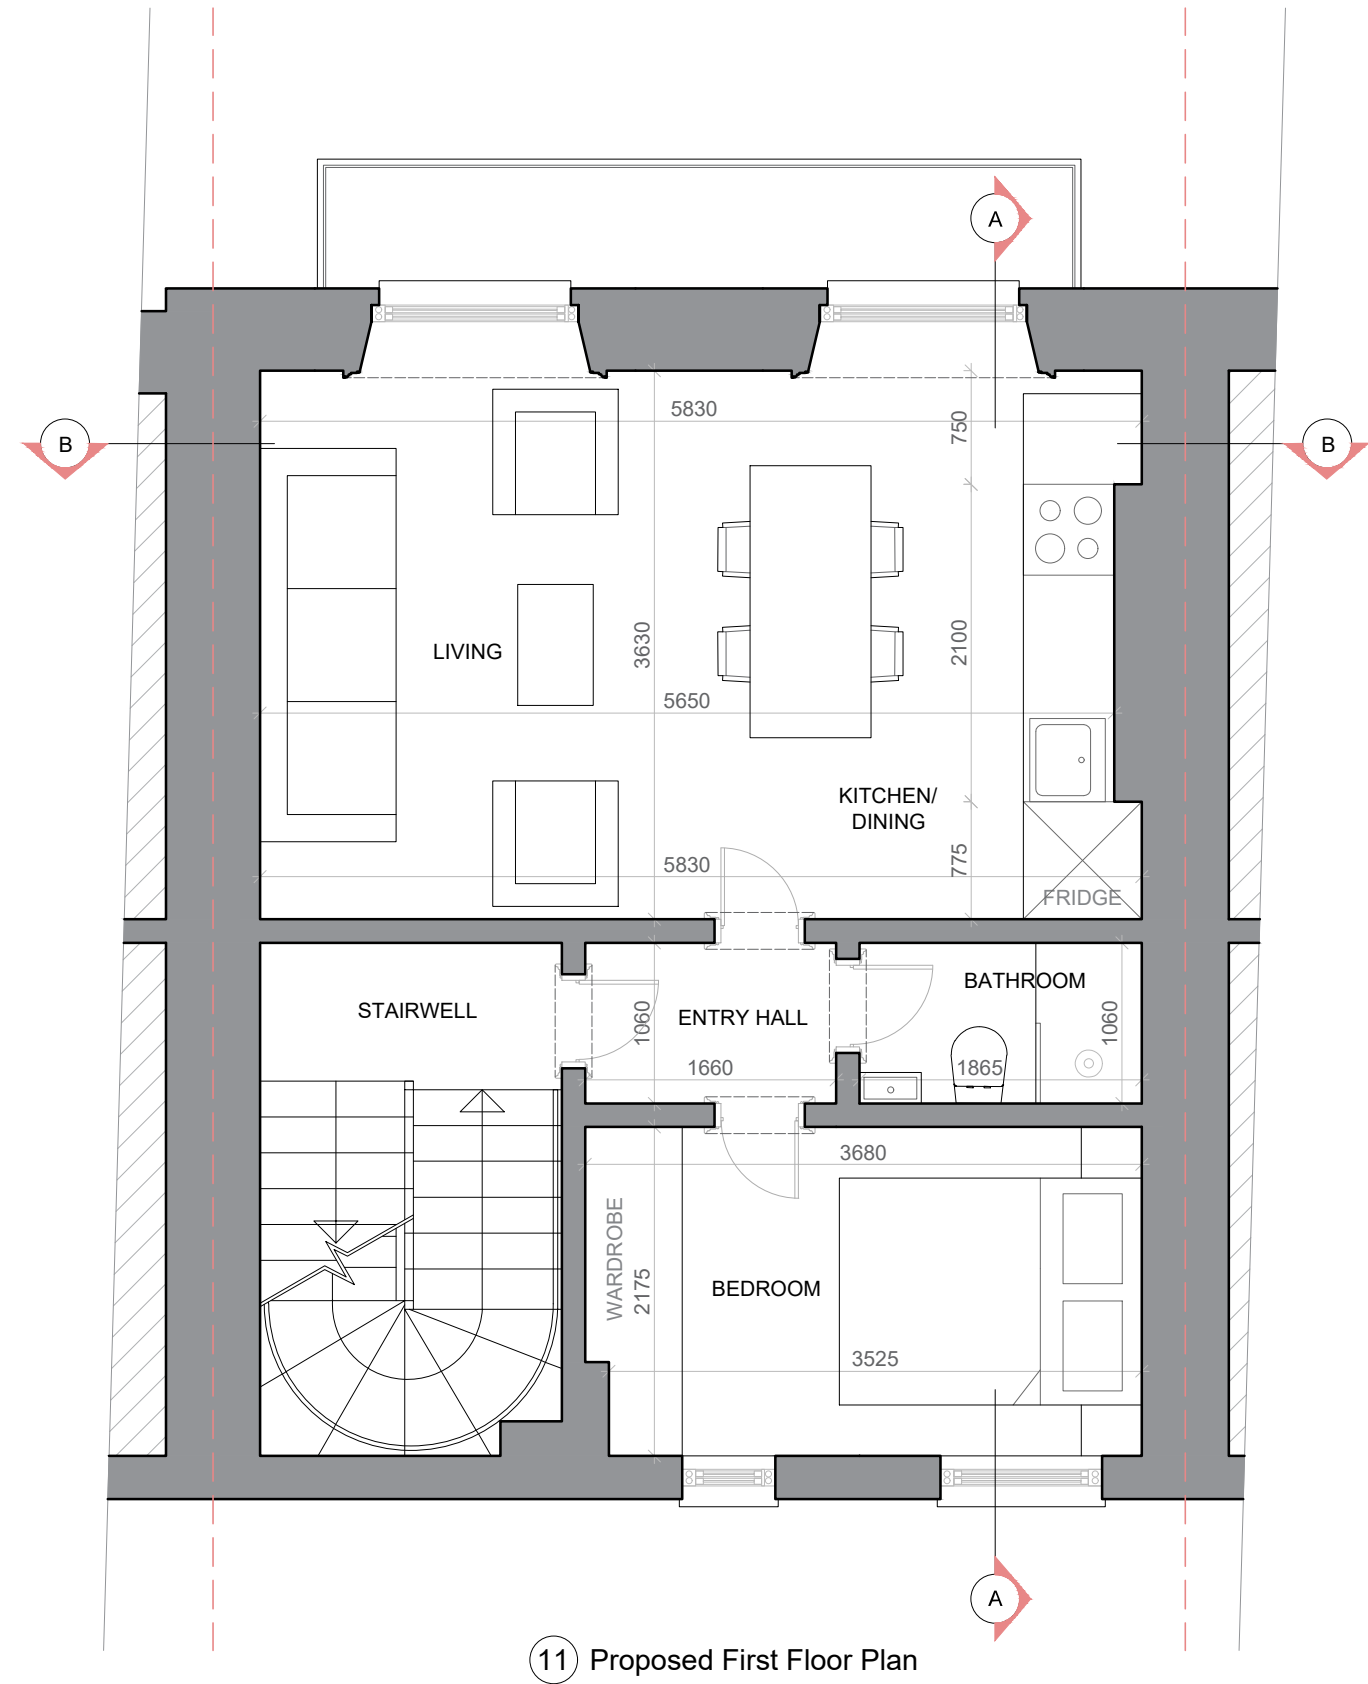 A
B
B
5830
750
3630
2100
LIVING
5650
KITCHEN/
DINING
775
5830
FRIDGE
STAIRWELL
1060
ENTRY HALL
BATHROOM
1060
1660
1865
3680
WARDROBE
2175
BEDROOM
3525
A
11 Proposed First Floor Plan